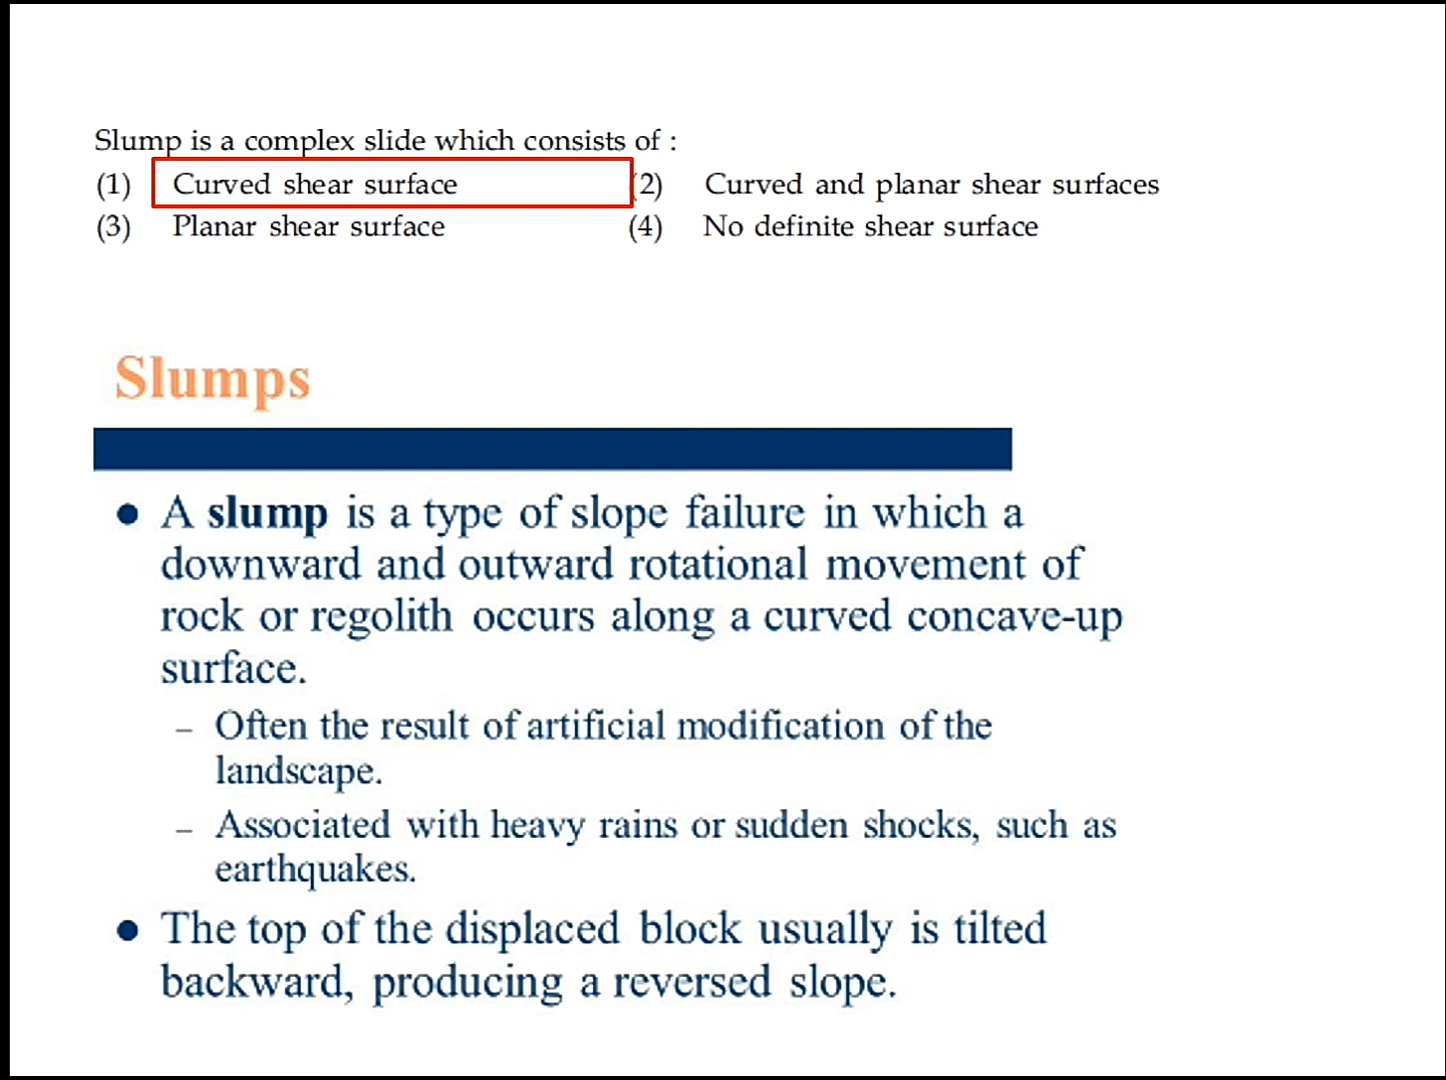 Slump is a complex slide which consists of :
(1) Curved shear surface (2) Curved and planar shear surfaces
(3) Planar shear surface (4) No definite shear surface
Slumps
● A slump is a type of slope failure in which a
downward and outward rotational movement of
rock or regolith occurs along a curved concave-up
surface.
– Often the result of artificial modification of the
landscape.
– Associated with heavy rains or sudden shocks, such as
earthquakes.
● The top of the displaced block usually is tilted
backward, producing a reversed slope.